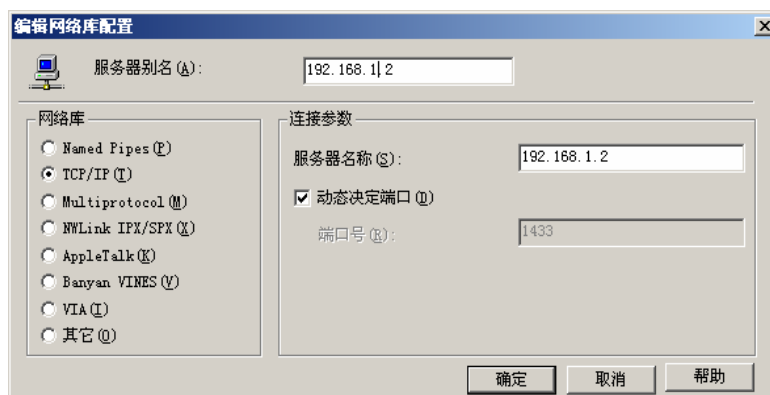 编辑网络库配置
服务器别名(A): 192.168.1.2
网络库
Named Pipes(P)
TCP/IP(T)
Multiprotocol(M)
NWLink IPX/SPX(X)
AppleTalk(K)
Banyan VINES(V)
VIA(I)
其它(O)
连接参数
服务器名称(S): 192.168.1.2
动态决定端口(D)
端口号(R): 1433
确定 取消 帮助